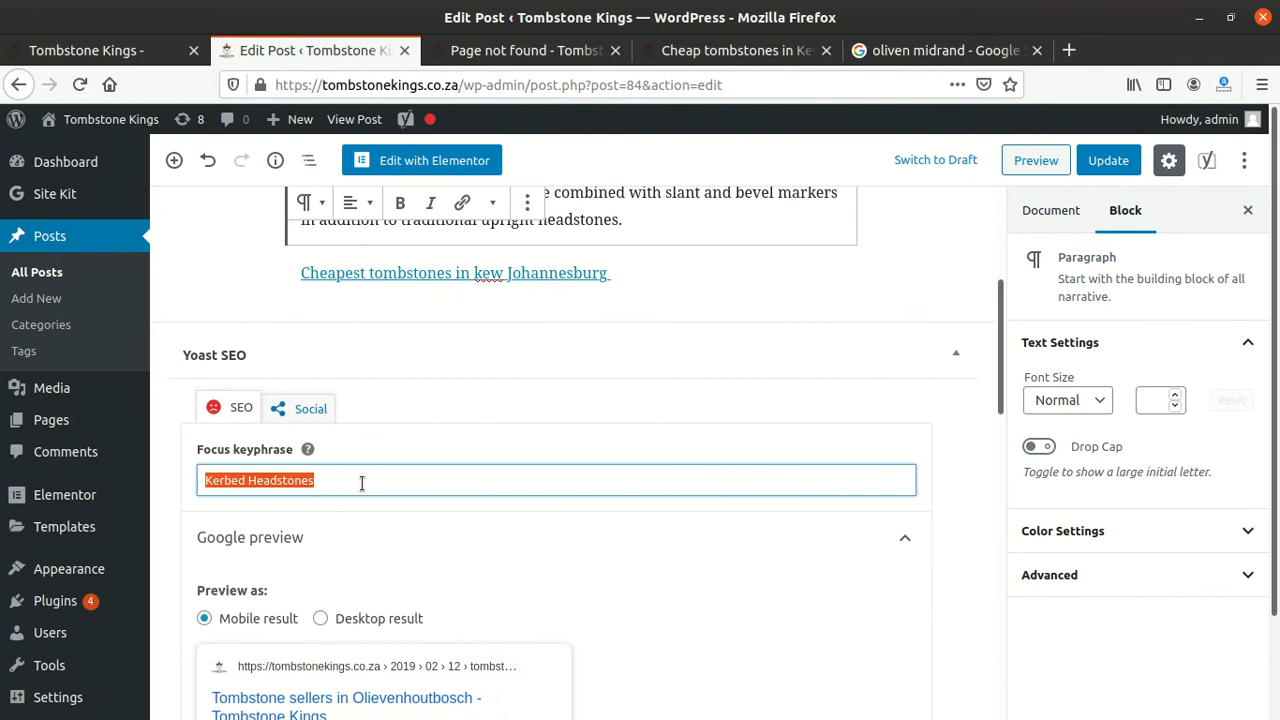 Edit Post ‹ Tombstone Kings — WordPress - Mozilla Firefox
Tombstone Kings -
Edit Post ‹ Tombstone Ki
Page not found - Tombst
Cheap tombstones in Ke
oliven midrand - Google
https://tombstonekings.co.za/wp-admin/post.php?post=84&action=edit
Tombstone Kings
8
0
New
View Post
Howdy, admin
Dashboard
Site Kit
Posts
All Posts
Add New
Categories
Tags
Media
Pages
Comments
Elementor
Templates
Appearance
Plugins 4
Users
Tools
Settings
Edit with Elementor
Switch to Draft
Preview
Update
combined with slant and bevel markers
in addition to traditional upright headstones.
Cheapest tombstones in kew Johannesburg
Yoast SEO
SEO
Social
Focus keyphrase
Kerbed Headstones
Google preview
Preview as:
Mobile result
Desktop result
https://tombstonekings.co.za › 2019 › 02 › 12 › tombst…
Tombstone sellers in Olievenhoutbosch -
Tombstone Kings
Document
Block
Paragraph
Start with the building block of all
narrative.
Text Settings
Font Size
Normal
Reset
Drop Cap
Toggle to show a large initial letter.
Color Settings
Advanced